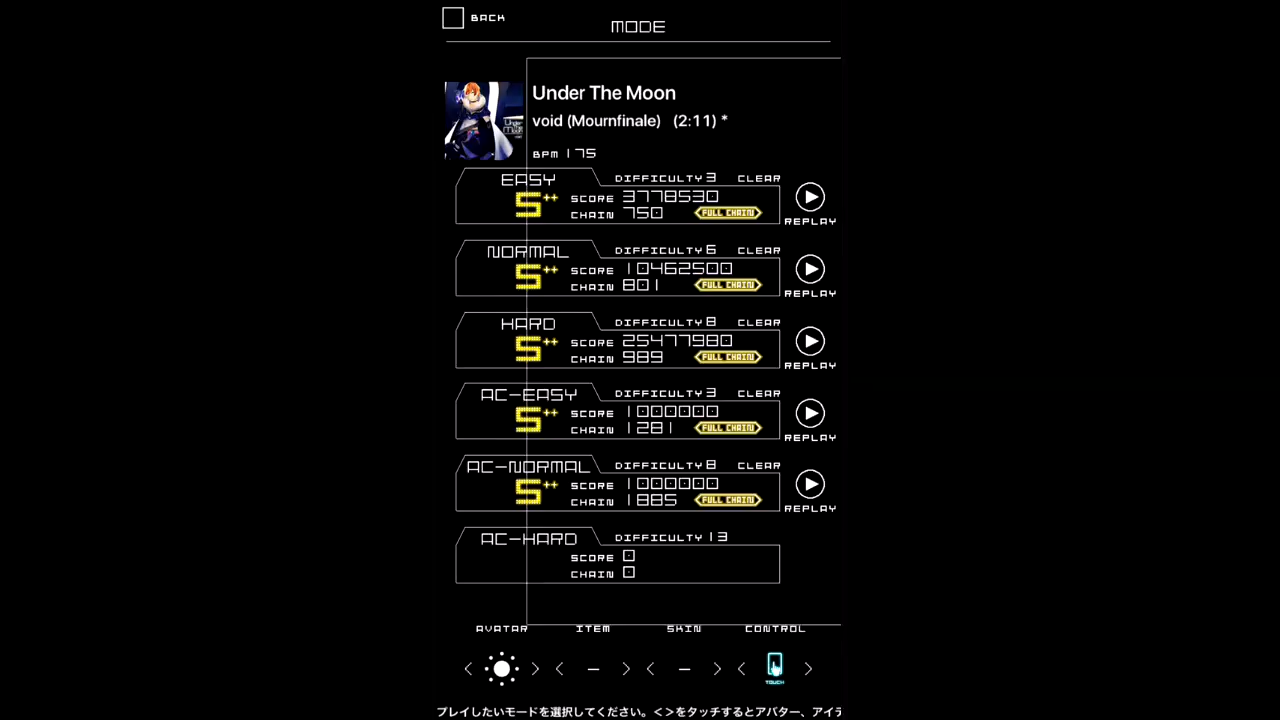 BACK
MODE
Under The Moon
void (Mournfinale) (2:11) *
BPM 175
EASY DIFFICULTY 3 CLEAR
S++ SCORE 3778530
CHAIN 750 FULL CHAIN
REPLAY
NORMAL DIFFICULTY 6 CLEAR
S++ SCORE 10462500
CHAIN 801 FULL CHAIN
REPLAY
HARD DIFFICULTY 8 CLEAR
S++ SCORE 25477980
CHAIN 989 FULL CHAIN
REPLAY
AC-EASY DIFFICULTY 3 CLEAR
S++ SCORE 1000000
CHAIN 1281 FULL CHAIN
REPLAY
AC-NORMAL DIFFICULTY 8 CLEAR
S++ SCORE 1000000
CHAIN 1885 FULL CHAIN
REPLAY
AC-HARD DIFFICULTY 13
SCORE 0
CHAIN 0
AVATAR ITEM SKIN CONTROL
< > < – > < – > < >
TOUCH
プレイしたいモードを選択してください。<>をタッチするとアバター、アイテ